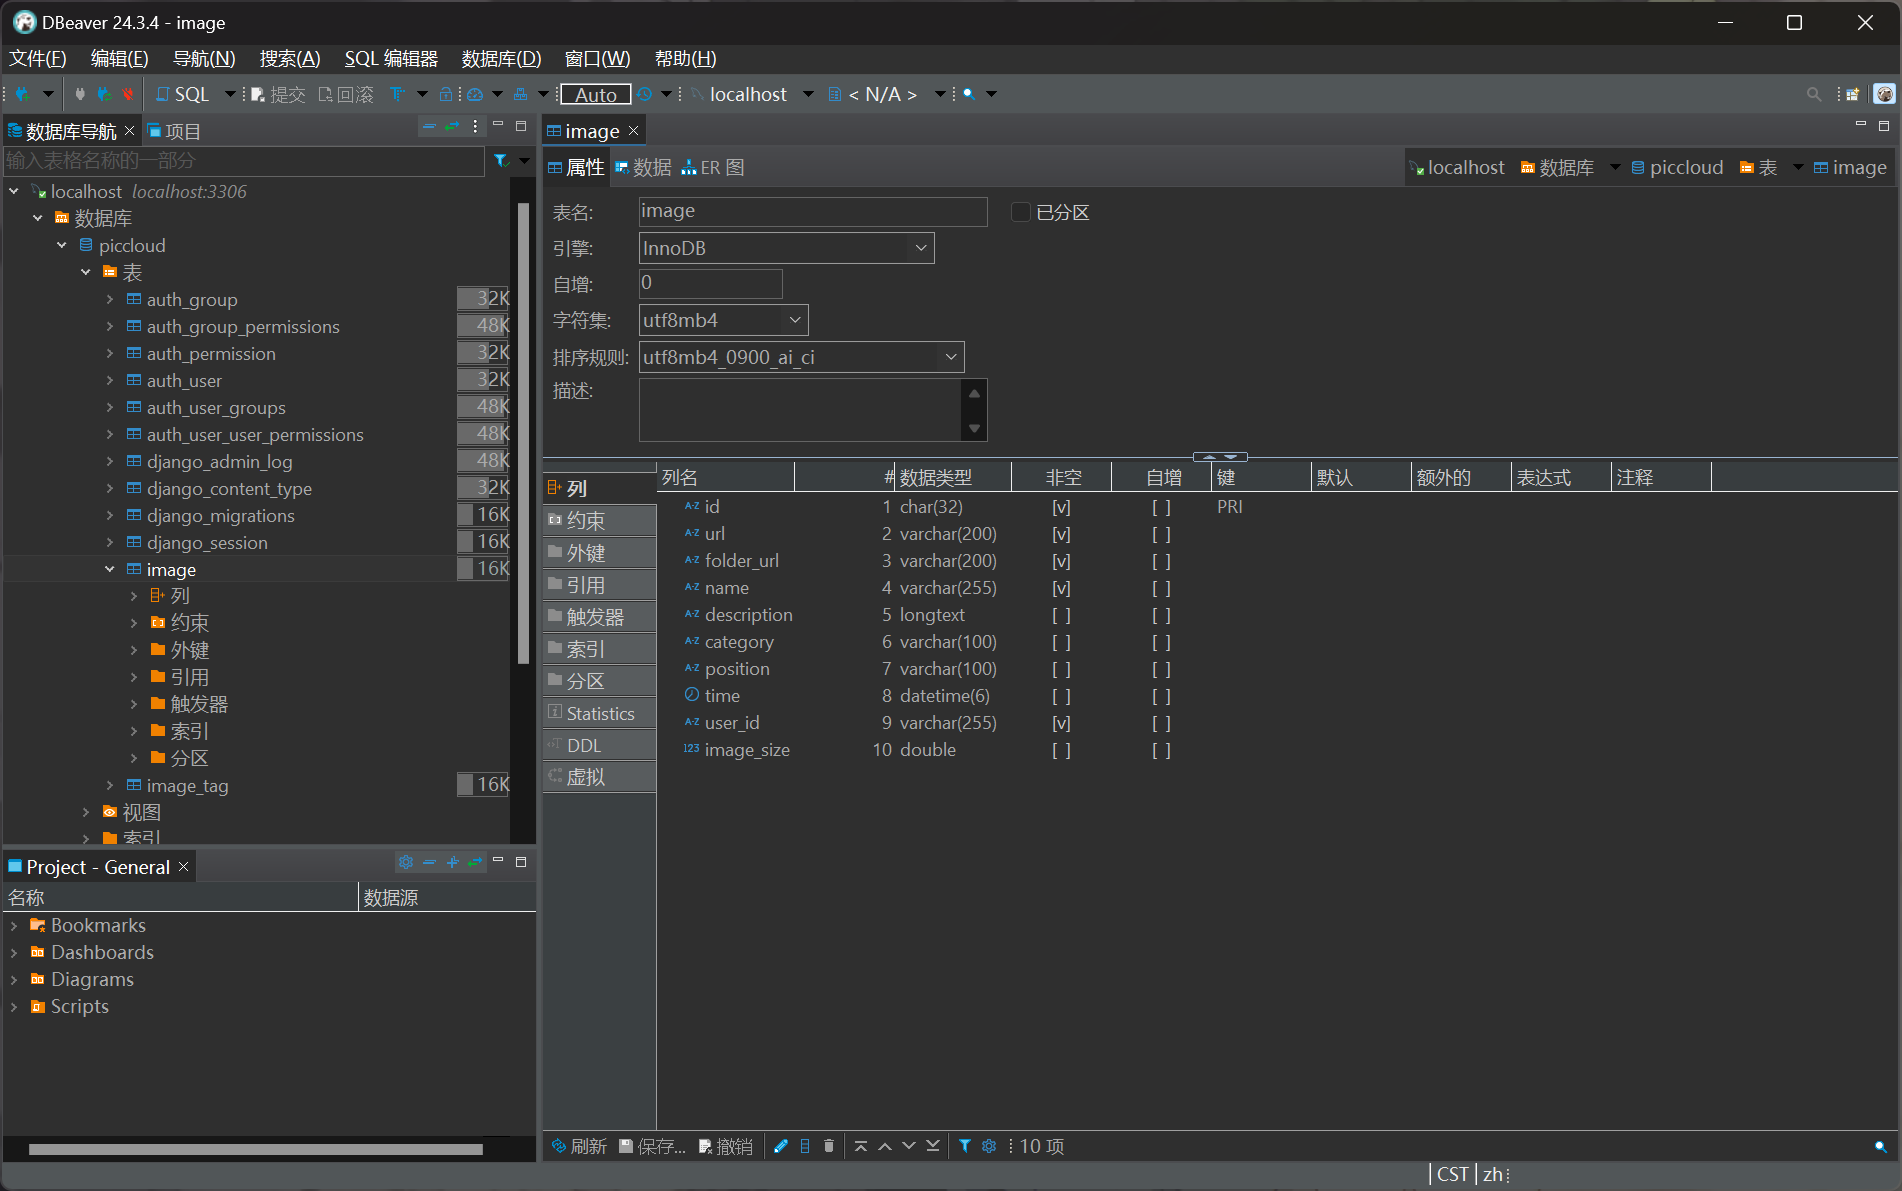 DBeaver 24.3.4 - image
文件(F) 编辑(E) 导航(N) 搜索(A) SQL 编辑器 数据库(D) 窗口(W) 帮助(H)
SQL 提交 回滚 Auto localhost < N/A >
数据库导航 项目
输入表格名称的一部分
localhost localhost:3306
数据库
piccloud
表
auth_group 32K
auth_group_permissions 48K
auth_permission 32K
auth_user 32K
auth_user_groups 48K
auth_user_user_permissions 48K
django_admin_log 48K
django_content_type 32K
django_migrations 16K
django_session 16K
image 16K
列
约束
外键
引用
触发器
索引
分区
image_tag 16K
视图
索引
Project - General
名称 数据源
Bookmarks
Dashboards
Diagrams
Scripts
image
属性 数据 ER 图 localhost 数据库 piccloud 表 image
表名: image 已分区
引擎: InnoDB
自增: 0
字符集: utf8mb4
排序规则: utf8mb4_0900_ai_ci
描述:
列
约束
外键
引用
触发器
索引
分区
Statistics
DDL
虚拟
列名 # 数据类型 非空 自增 键 默认 额外的 表达式 注释
id 1 char(32) [v] [ ] PRI
url 2 varchar(200) [v] [ ]
folder_url 3 varchar(200) [v] [ ]
name 4 varchar(255) [v] [ ]
description 5 longtext [ ] [ ]
category 6 varchar(100) [ ] [ ]
position 7 varchar(100) [ ] [ ]
time 8 datetime(6) [ ] [ ]
user_id 9 varchar(255) [v] [ ]
image_size 10 double [ ] [ ]
刷新 保存... 撤销 10 项
CST zh